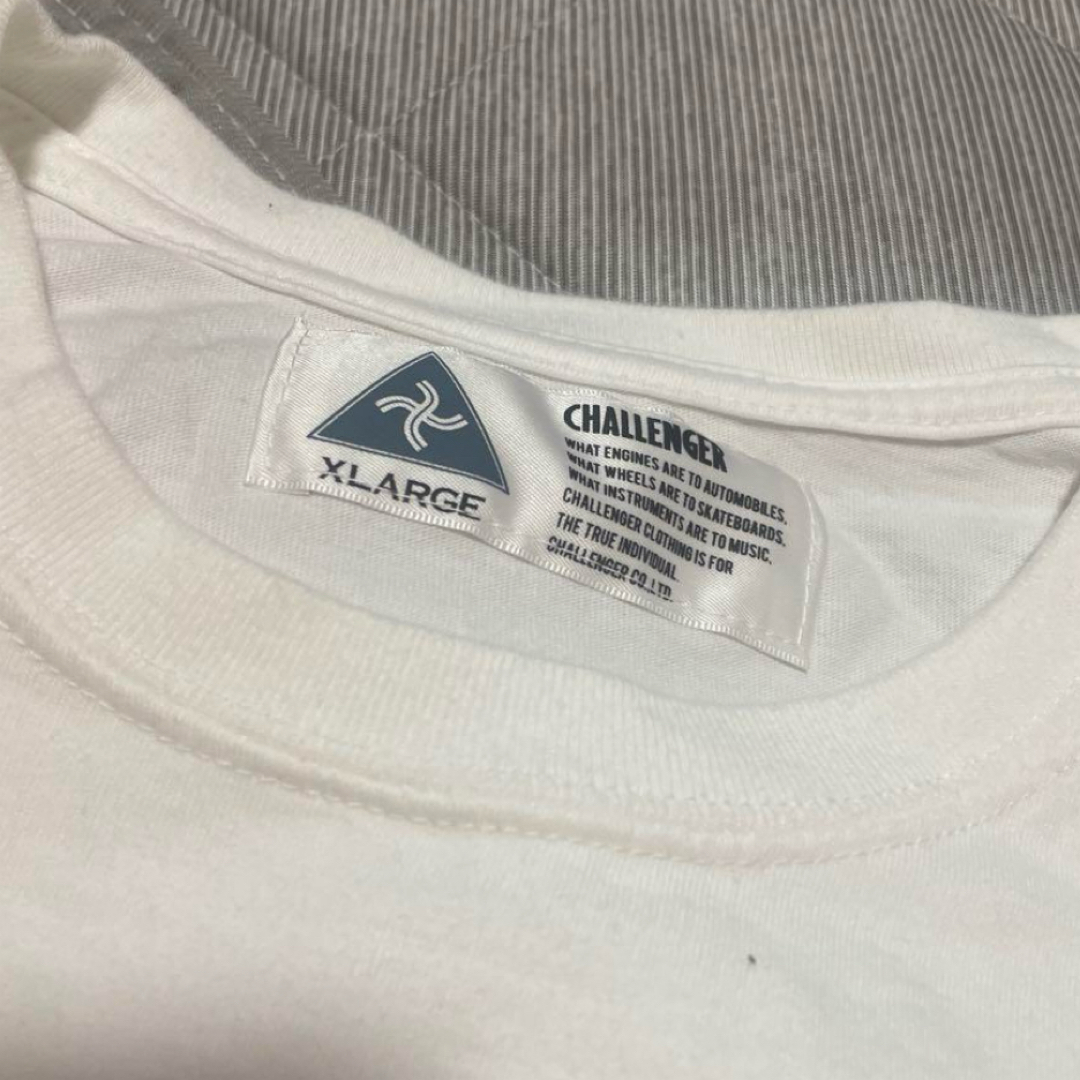 XLARGE
CHALLENGER
WHAT ENGINES ARE TO AUTOMOBILES.
WHAT WHEELS ARE TO SKATEBOARDS.
WHAT INSTRUMENTS ARE TO MUSIC.
CHALLENGER CLOTHING IS FOR
THE TRUE INDIVIDUAL.
CHALLENGER CO.,LTD.